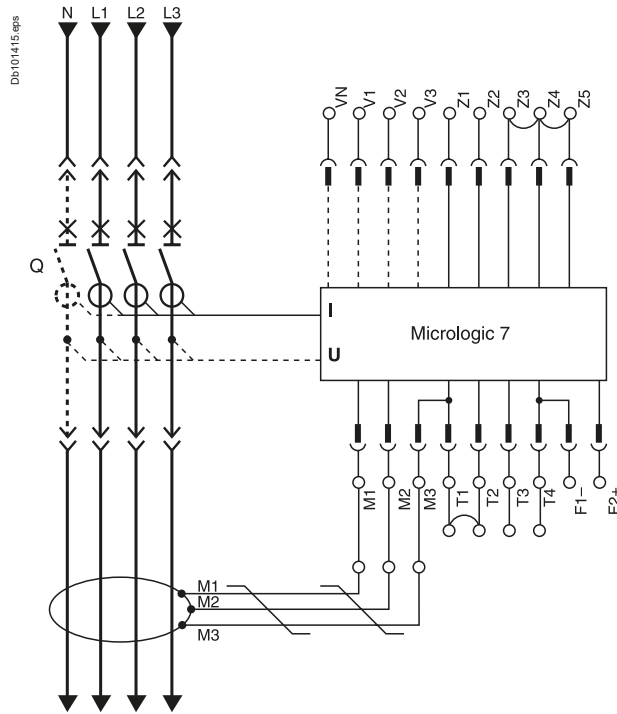 Db101415.eps
N L1 L2 L3
VN V1 V2 V3 Z1 Z2 Z3 Z4 Z5
Q
I
Micrologic 7
U
M1 M2 M3 T1 T2 T3 T4 F1– F2+
M1
M2
M3